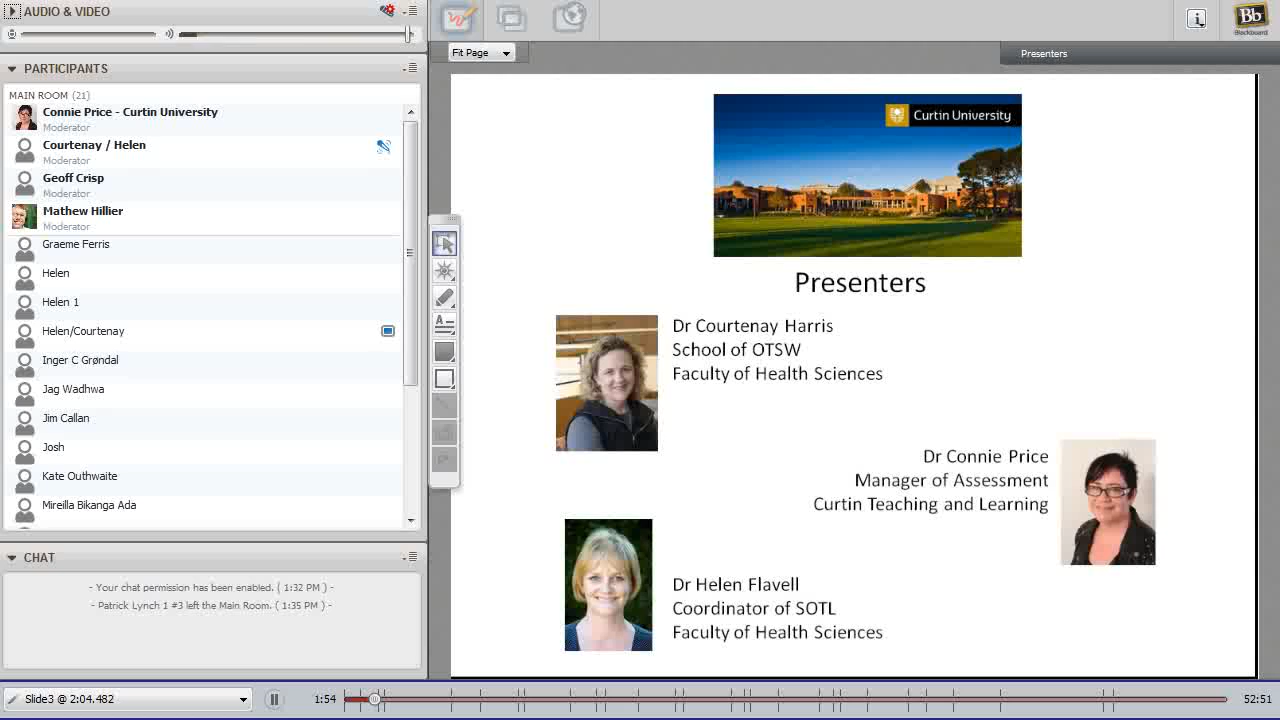 AUDIO & VIDEO
PARTICIPANTS
MAIN ROOM (21)
Connie Price - Curtin University
Moderator
Courtenay / Helen
Moderator
Geoff Crisp
Moderator
Mathew Hillier
Moderator
Graeme Ferris
Helen
Helen 1
Helen/Courtenay
Inger C Grøndal
Jag Wadhwa
Jim Callan
Josh
Kate Outhwaite
Mireilla Bikanga Ada
CHAT
- Your chat permission has been enabled. ( 1:32 PM ) -
- Patrick Lynch 1 #3 left the Main Room. ( 1:35 PM ) -
Fit Page
Presenters
Bb
Blackboard
Curtin University
Presenters
Dr Courtenay Harris
School of OTSW
Faculty of Health Sciences
Dr Connie Price
Manager of Assessment
Curtin Teaching and Learning
Dr Helen Flavell
Coordinator of SOTL
Faculty of Health Sciences
Slide3 @ 2:04.482
1:54
52:51